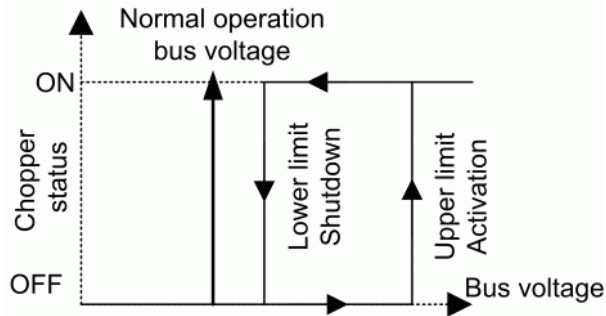 Normal operation
bus voltage
ON
Chopper
status
Lower limit
Shutdown
Upper limit
Activation
OFF
Bus voltage